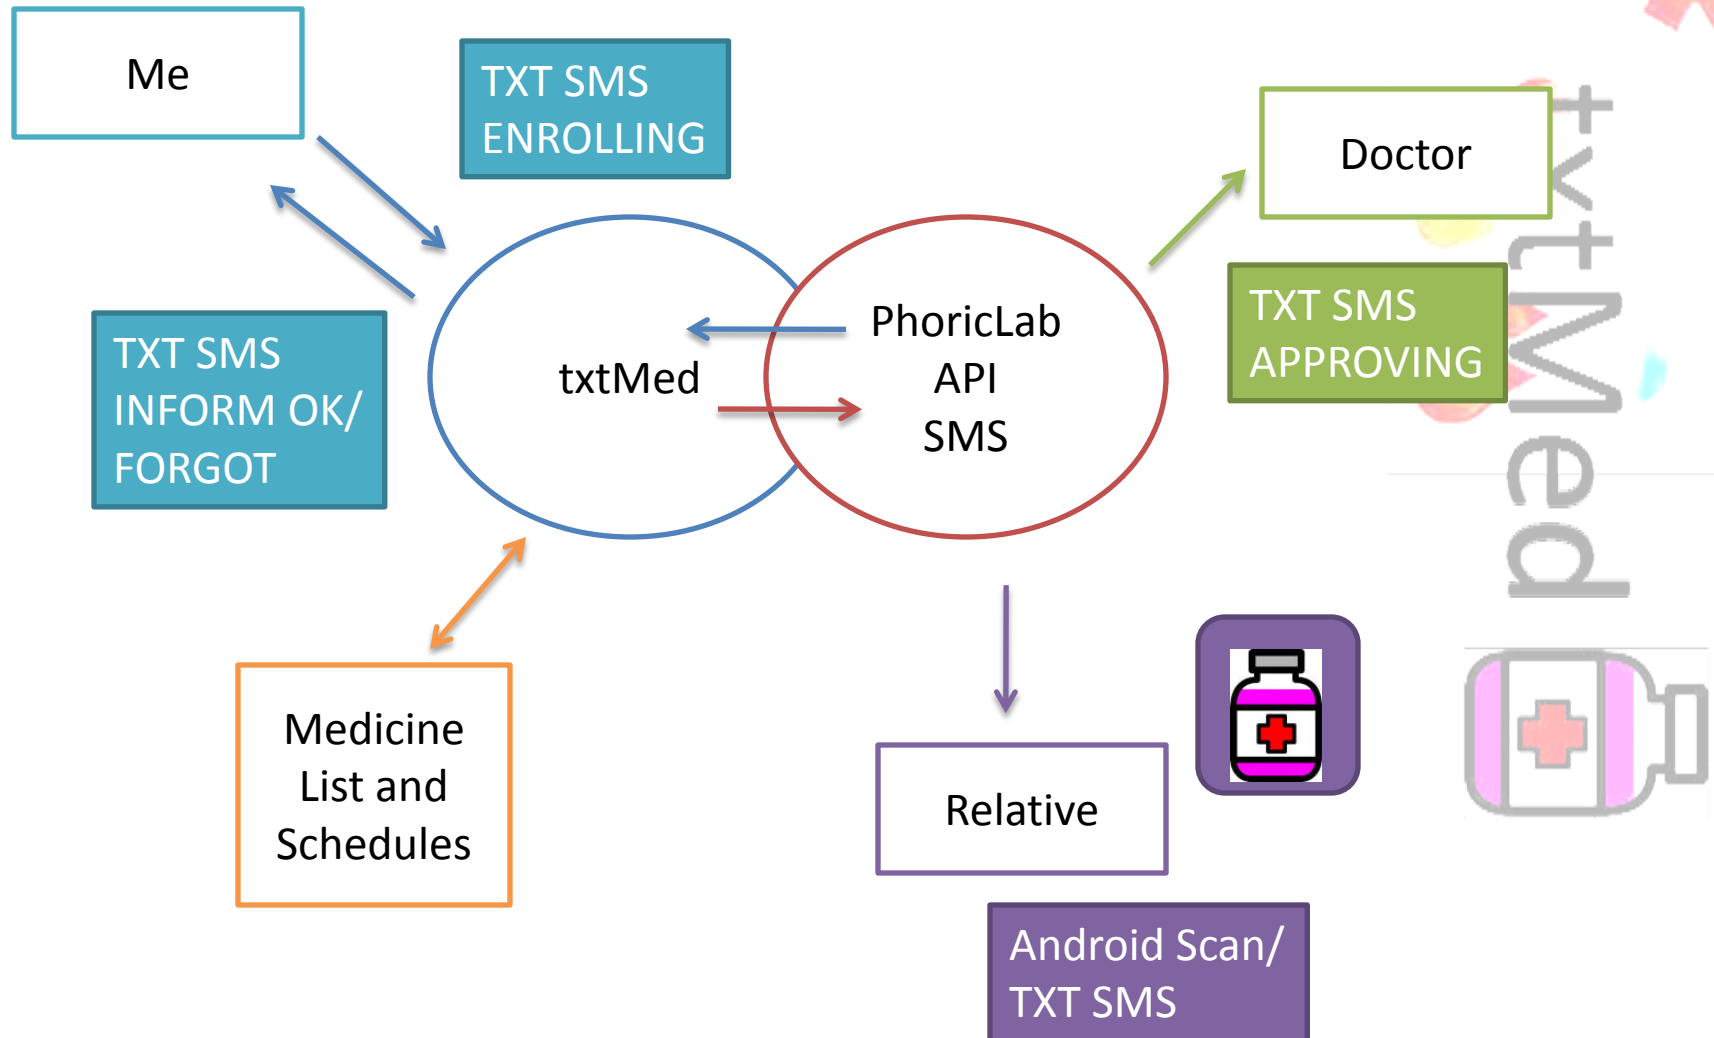 Me
TXT SMS
ENROLLING
Doctor
TXT SMS
INFORM OK/
FORGOT
txtMed
PhoricLab
API
SMS
TXT SMS
APPROVING
Medicine
List and
Schedules
Relative
Android Scan/
TXT SMS
txtMed